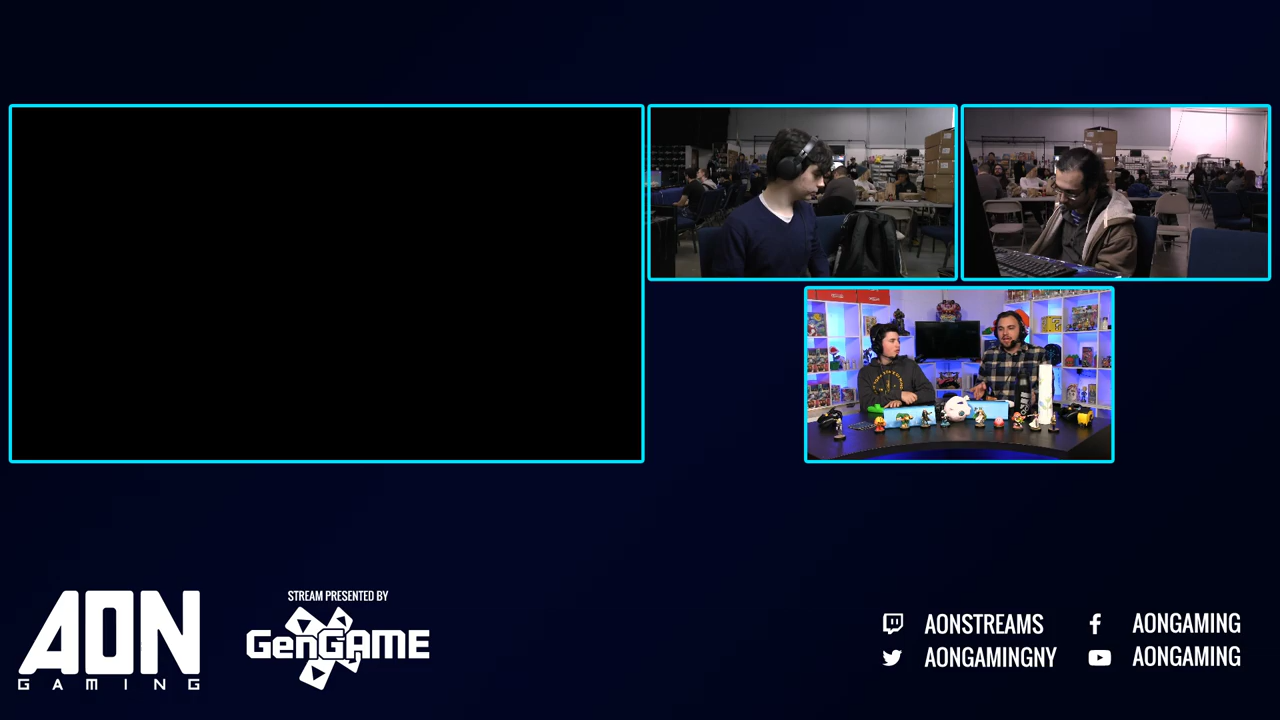 AON
GAMING
STREAM PRESENTED BY
GENGAME
AONSTREAMS
AONGAMING
AONGAMINGNY
AONGAMING